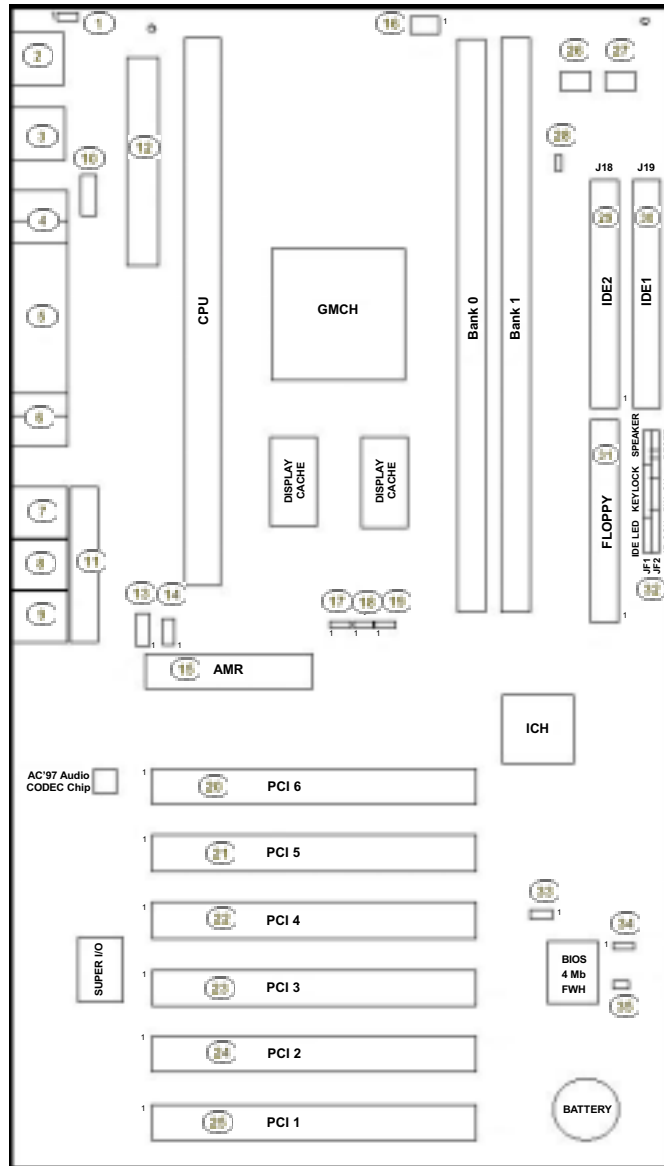 1
16 1
2
26 27
3
12
28
10
J18 J19
4
29 30
5
CPU
GMCH
Bank 0
Bank 1
IDE2
IDE1
6
1
DISPLAY
CACHE
DISPLAY
CACHE
31
FLOPPY
IDE LED KEYLOCK SPEAKER
JF1
JF2
7
8
11
9
13 14
17 18 19
32
1 1
1 1 1
1
15 AMR
ICH
AC'97 Audio
CODEC Chip
1
20 PCI 6
1
21 PCI 5
33
1
1
22 PCI 4
34
1
SUPER I/O
BIOS
4 Mb
FWH
1
23 PCI 3
35
1
24 PCI 2
1
25 PCI 1
BATTERY